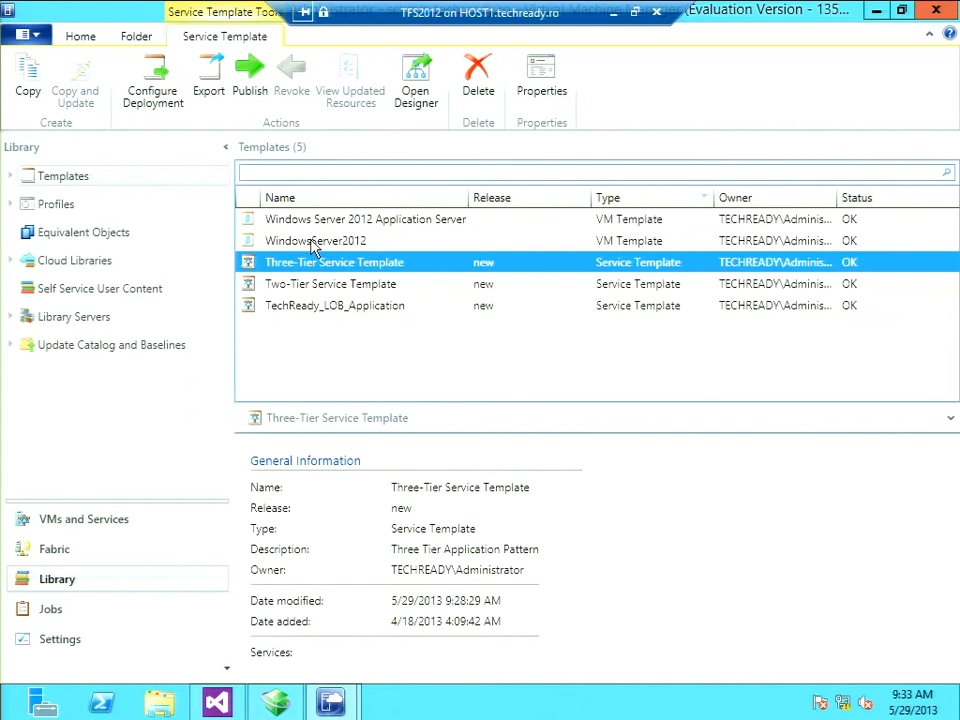 Service Template Tools
TFS2012 on HOST1.techready.ro
Machine Manager (Evaluation Version - 135...
Home Folder Service Template
Copy
Copy and Update
Configure Deployment
Export
Publish
Revoke
View Updated Resources
Open Designer
Delete
Properties
Create Actions Delete Properties
Library
Templates (5)
Templates
Profiles
Equivalent Objects
Cloud Libraries
Self Service User Content
Library Servers
Update Catalog and Baselines
Name Release Type Owner Status
Windows Server 2012 Application Server VM Template TECHREADY\Adminis... OK
WindowsServer2012 VM Template TECHREADY\Adminis... OK
Three-Tier Service Template new Service Template TECHREADY\Adminis... OK
Two-Tier Service Template new Service Template TECHREADY\Adminis... OK
TechReady_LOB_Application new Service Template TECHREADY\Adminis... OK
Three-Tier Service Template
General Information
Name: Three-Tier Service Template
Release: new
Type: Service Template
Description: Three Tier Application Pattern
Owner: TECHREADY\Administrator
Date modified: 5/29/2013 9:28:29 AM
Date added: 4/18/2013 4:09:42 AM
Services:
VMs and Services
Fabric
Library
Jobs
Settings
9:33 AM
5/29/2013